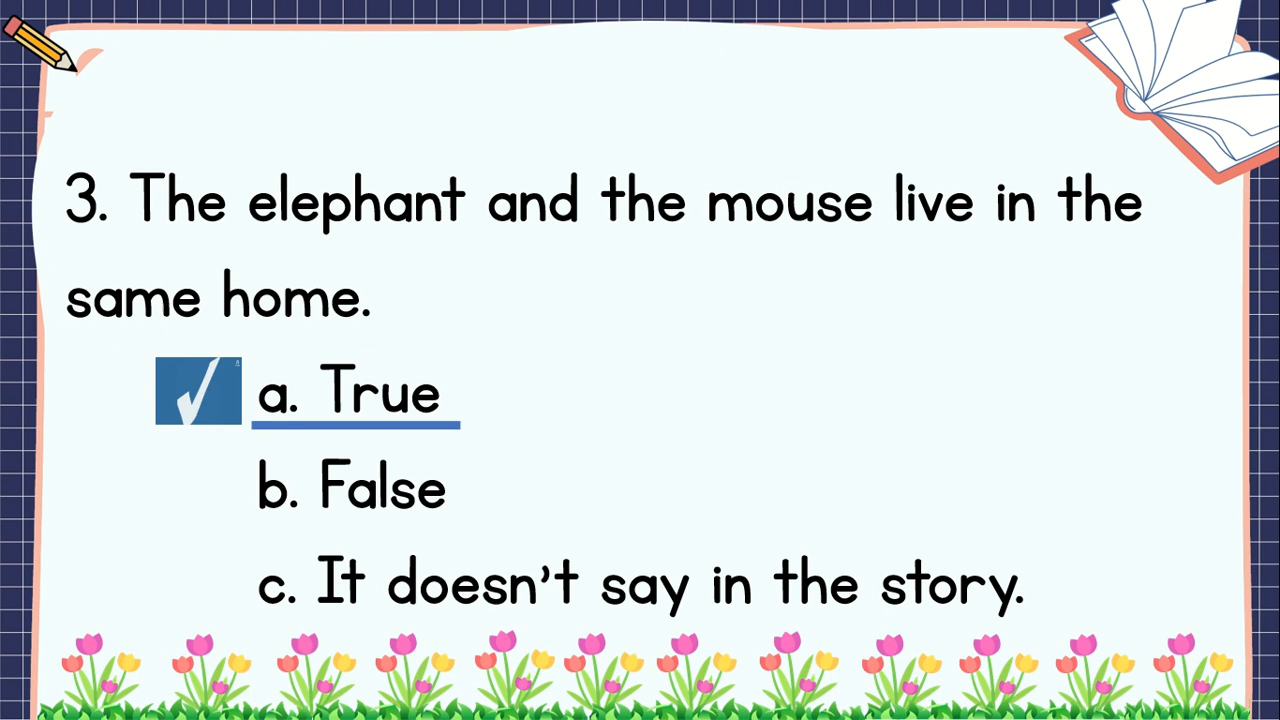 3. The elephant and the mouse live in the
same home.
a. True
b. False
c. It doesn't say in the story.